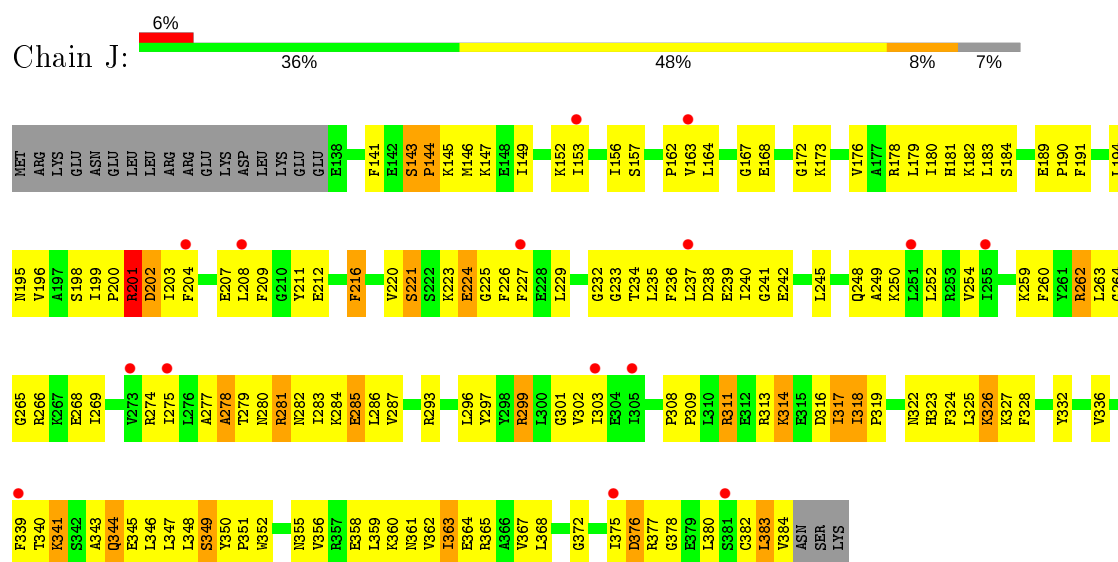 6%
Chain J:
36% 48% 8% 7%
MET ARG LYS GLU ASN GLU LEU LEU ARG ARG GLU LYS ASP LEU LYS GLU GLU E138 F141 E142 S143 P144 K145 M146 K147 E148 I149 K152 I153 I156 S157 P162 V163 L164 G167 E168 G172 K173 V176 A177 R178 L179 I180 H181 K182 L183 S184 E189 P190 F191 L194
N195 V196 A197 S198 I199 P200 R201 D202 I203 F204 E207 L208 F209 G210 Y211 E212 F216 V220 S221 S222 K223 E224 G225 F226 F227 E228 L229 G232 G233 T234 L235 F236 L237 D238 E239 I240 G241 E242 L245 Q248 A249 K250 L251 L252 R253 V254 I255 K259 F260 Y261 R262 L263 G264
G265 R266 K267 E268 I269 V273 R274 I275 L276 A277 A278 T279 N280 R281 N282 I283 K284 E285 L286 V287 R293 L296 Y297 Y298 R299 L300 G301 V302 I303 E304 I305 P308 P309 L310 R311 E312 R313 K314 E315 D316 I317 I318 P319 N322 H323 F324 L325 K326 K327 F328 Y332 V336
F339 T340 K341 S342 A343 Q344 E345 L346 L347 L348 S349 Y350 P351 W352 N355 V356 R357 E358 L359 K360 N361 V362 I363 E364 R365 A366 V367 L368 G372 I375 D376 R377 G378 E379 L380 S381 C382 L383 V384 ASN SER LYS